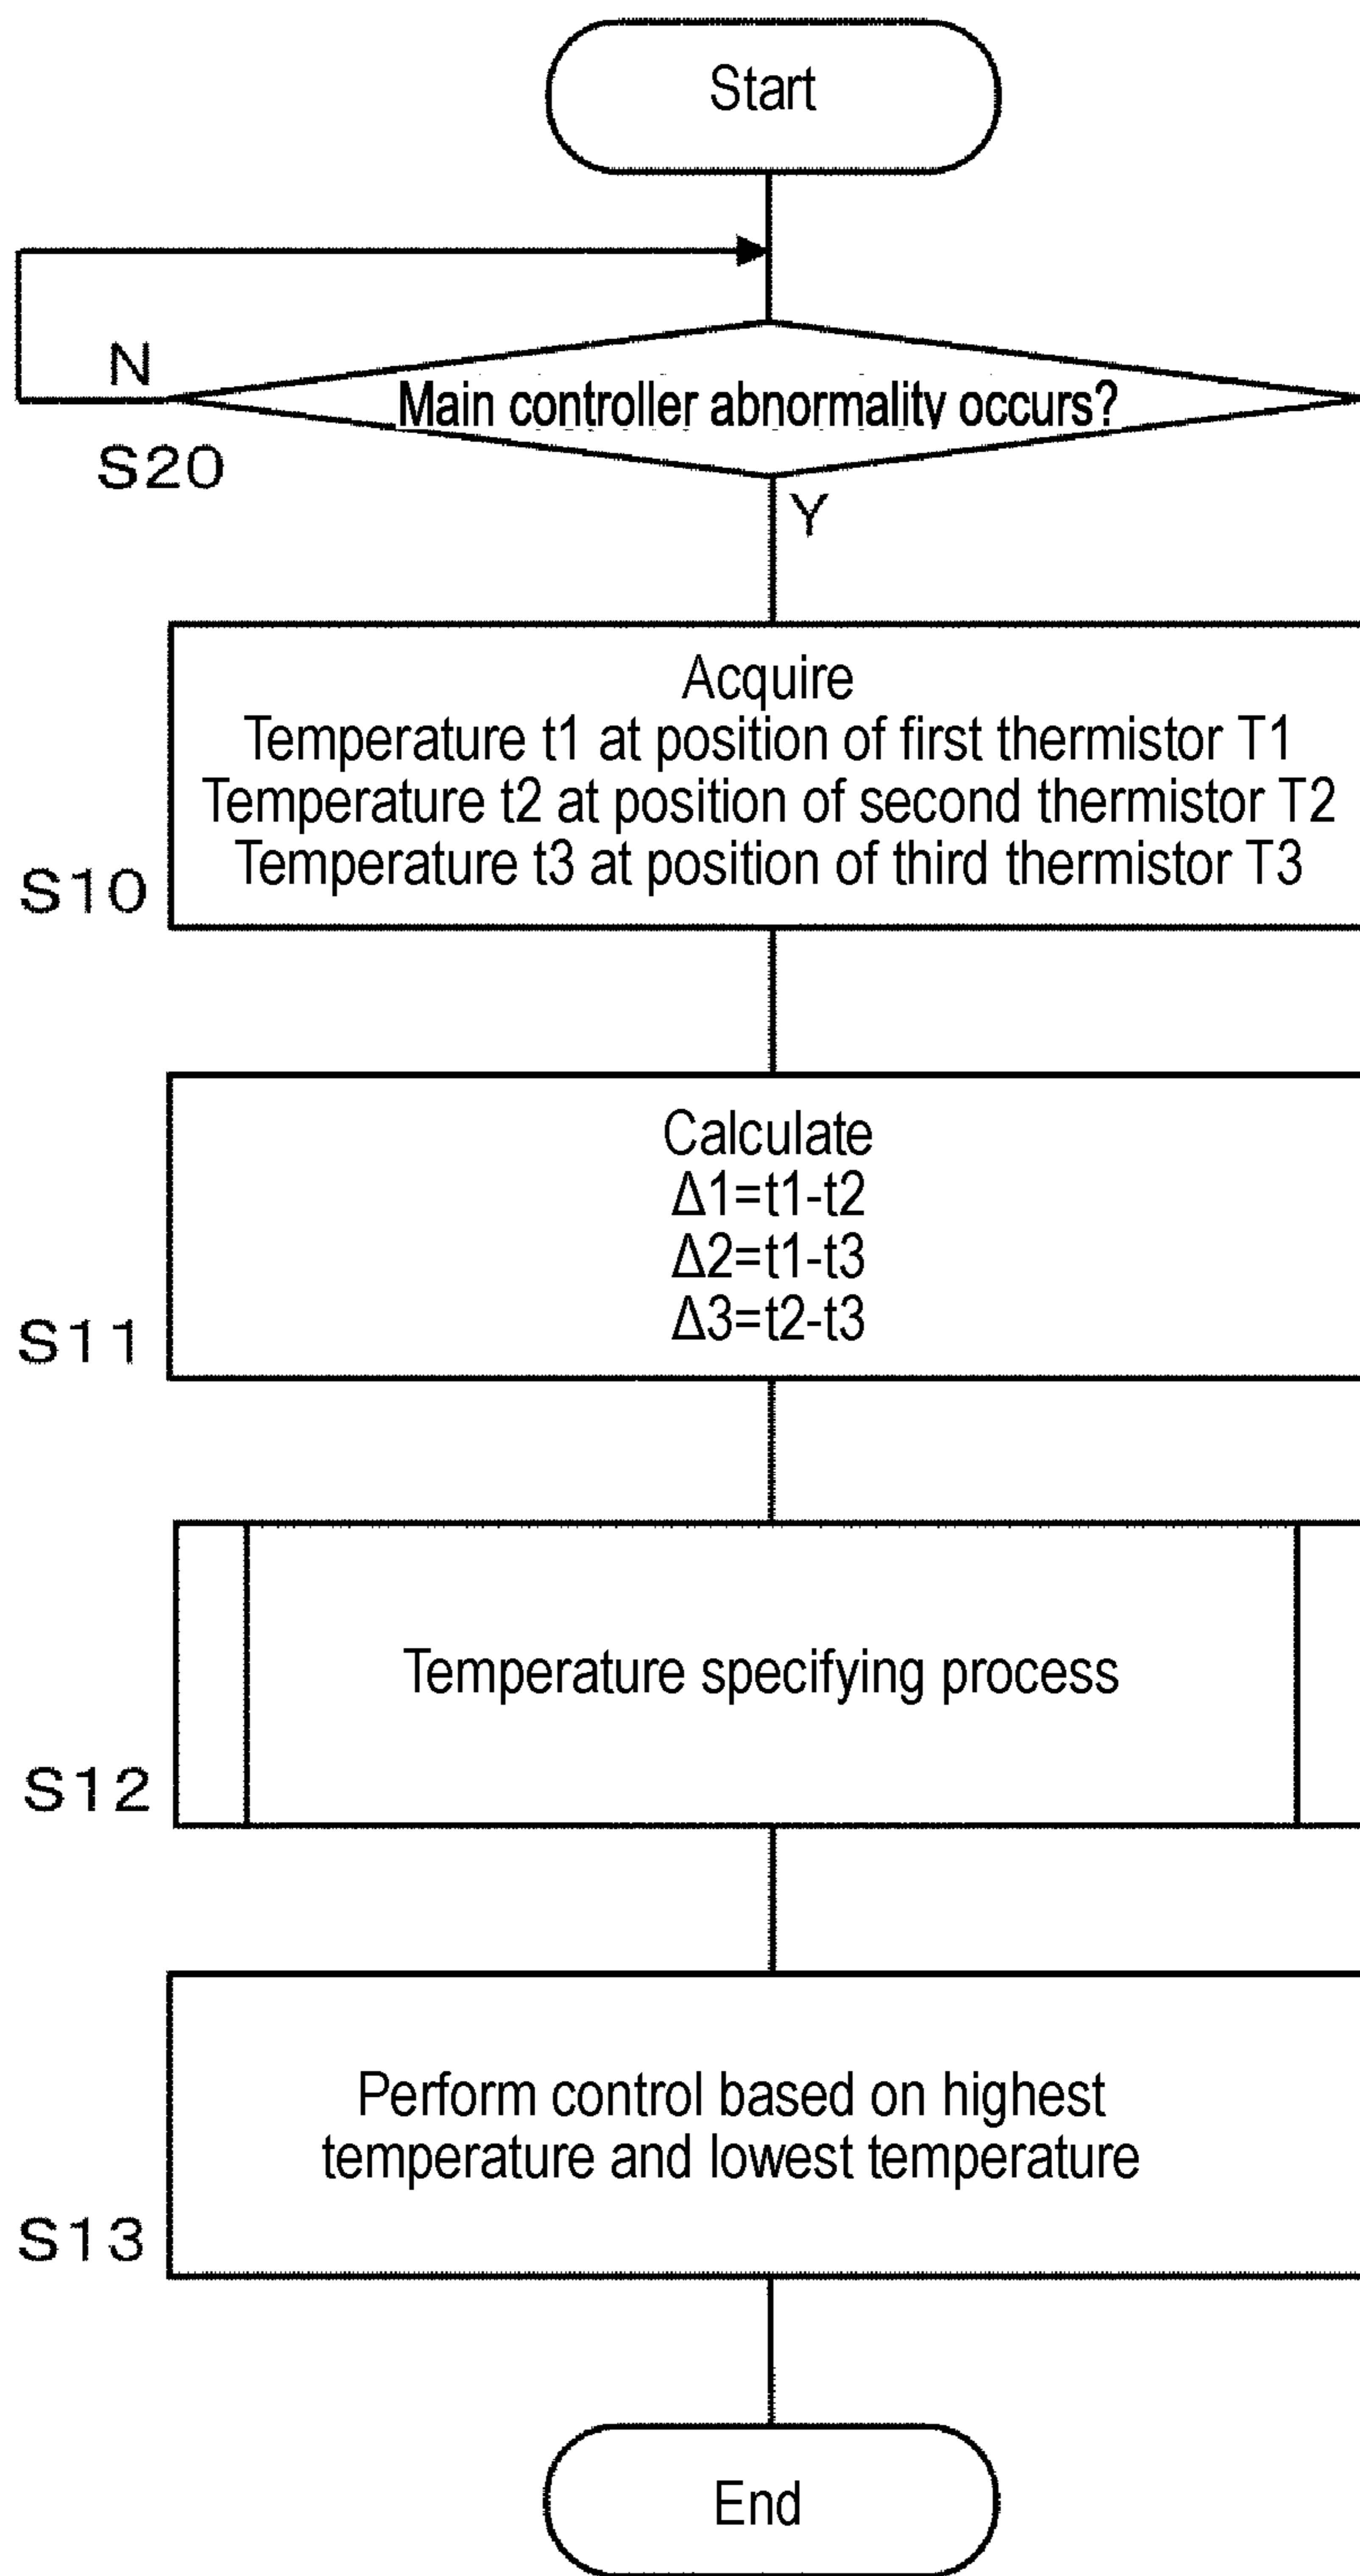 Start
N
Main controller abnormality occurs?
S20
Y
Acquire
Temperature t1 at position of first thermistor T1
Temperature t2 at position of second thermistor T2
Temperature t3 at position of third thermistor T3
S10
Calculate
Δ1=t1-t2
Δ2=t1-t3
Δ3=t2-t3
S11
Temperature specifying process
S12
Perform control based on highest
temperature and lowest temperature
S13
End